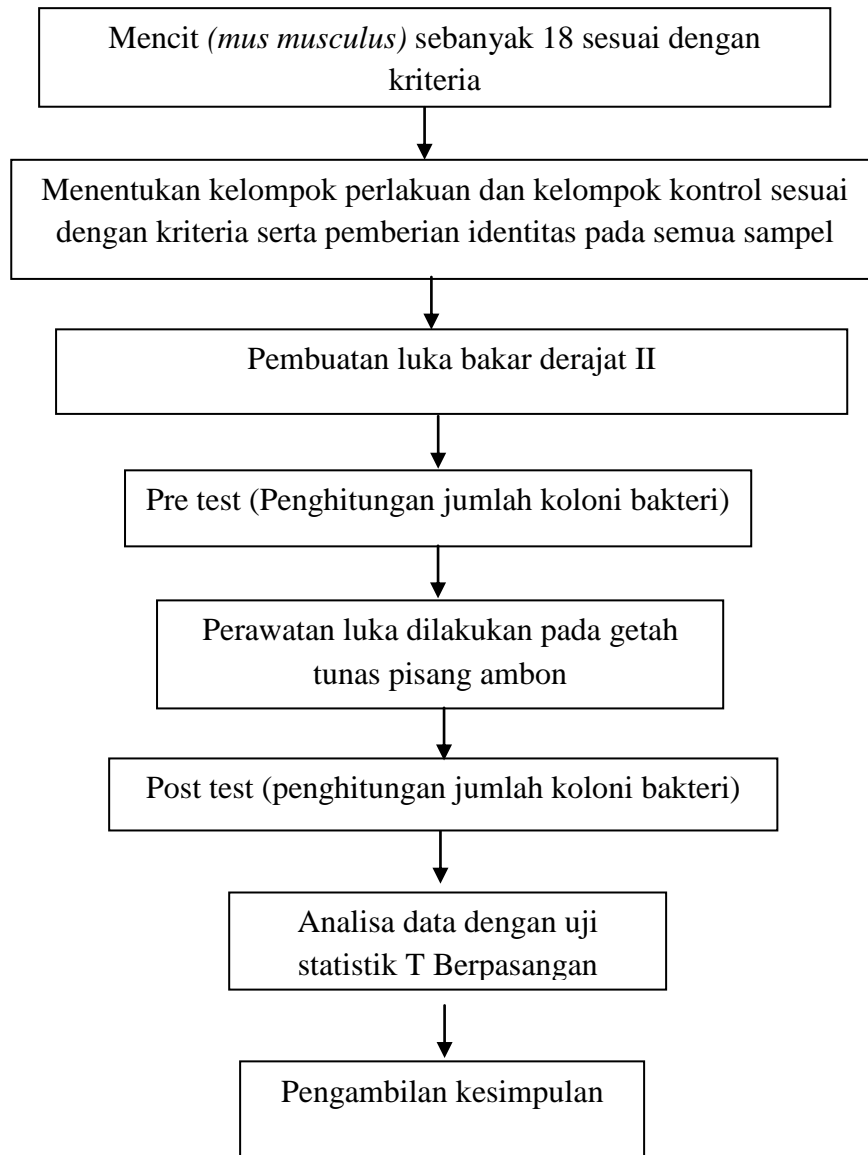 Mencit (mus musculus) sebanyak 18 sesuai dengan
kriteria
Menentukan kelompok perlakuan dan kelompok kontrol sesuai
dengan kriteria serta pemberian identitas pada semua sampel
Pembuatan luka bakar derajat II
Pre test (Penghitungan jumlah koloni bakteri)
Perawatan luka dilakukan pada getah
tunas pisang ambon
Post test (penghitungan jumlah koloni bakteri)
Analisa data dengan uji
statistik T Berpasangan
Pengambilan kesimpulan